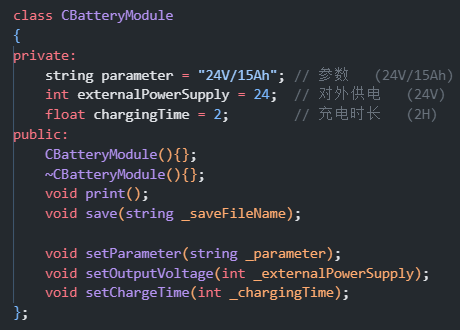 class CBatteryModule
{
private:
    string parameter = "24V/15Ah"; // 参数   (24V/15Ah)
    int externalPowerSupply = 24;  // 对外供电   (24V)
    float chargingTime = 2;        // 充电时长   (2H)
public:
    CBatteryModule(){};
    ~CBatteryModule(){};
    void print();
    void save(string _saveFileName);

    void setParameter(string _parameter);
    void setOutputVoltage(int _externalPowerSupply);
    void setChargeTime(int _chargingTime);
};